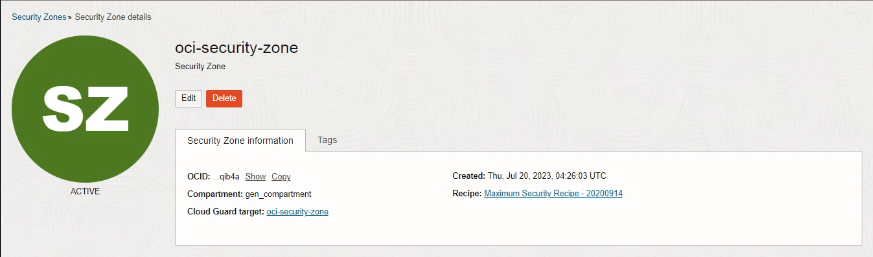 Security Zones » Security Zone details
SZ
ACTIVE
oci-security-zone
Security Zone
Edit Delete
Security Zone information Tags
OCID: ...qib4a Show Copy
Compartment: gen_compartment
Cloud Guard target: oci-security-zone
Created: Thu, Jul 20, 2023, 04:26:03 UTC
Recipe: Maximum Security Recipe - 20200914